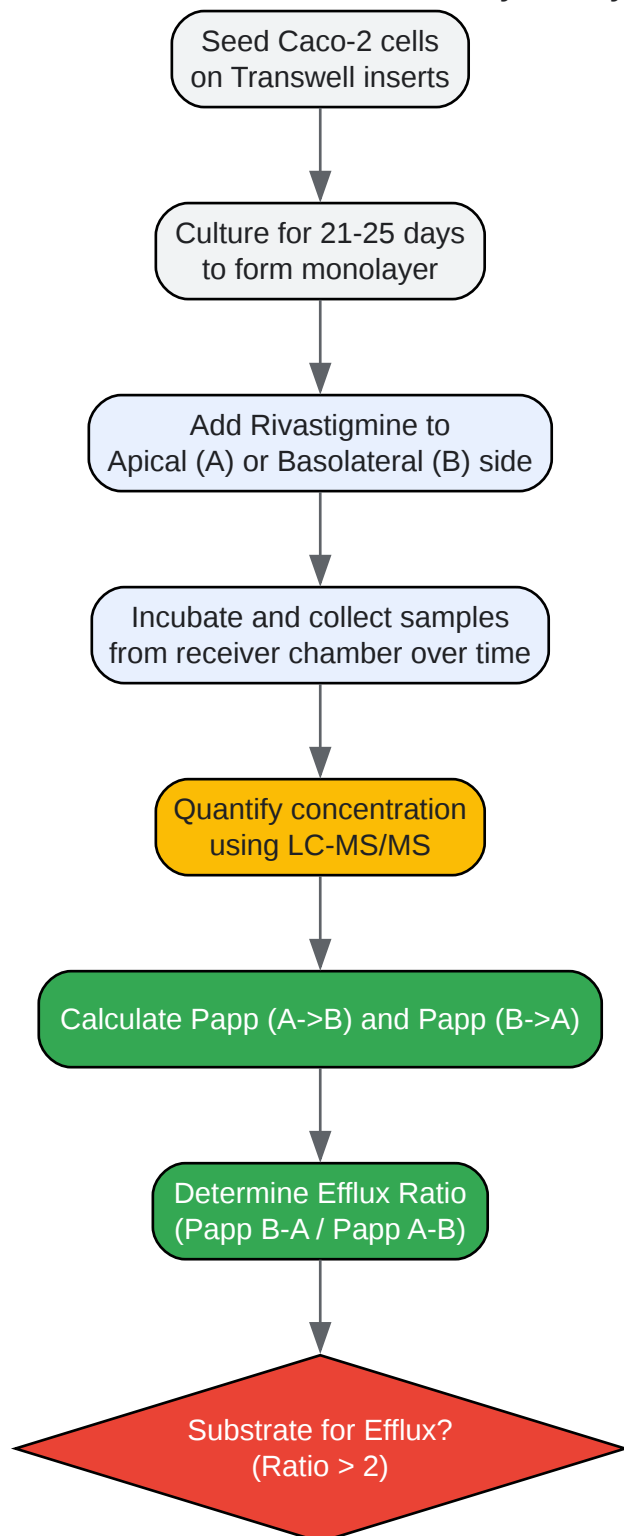 Seed Caco-2 cells
on Transwell inserts
Culture for 21-25 days
to form monolayer
Add Rivastigmine to
Apical (A) or Basolateral (B) side
Incubate and collect samples
from receiver chamber over time
Quantify concentration
using LC-MS/MS
Calculate Papp (A->B) and Papp (B->A)
Determine Efflux Ratio
(Papp B-A / Papp A-B)
Substrate for Efflux?
(Ratio > 2)